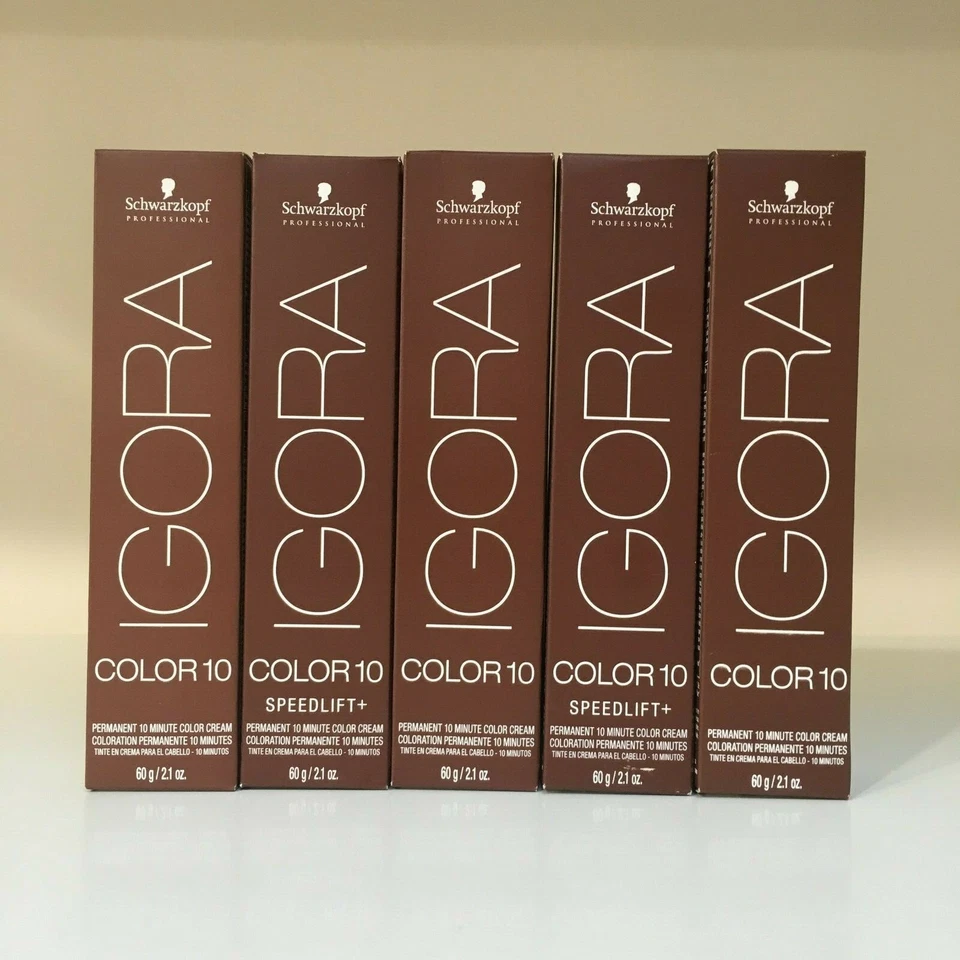 Schwarzkopf
PROFESSIONAL
IGORA
COLOR 10
PERMANENT 10 MINUTE COLOR CREAM
COLORATION PERMANENTE 10 MINUTES
TINTE EN CREMA PARA EL CABELLO - 10 MINUTOS
60 g / 2.1 oz.
Schwarzkopf
PROFESSIONAL
IGORA
COLOR 10
SPEEDLIFT+
PERMANENT 10 MINUTE COLOR CREAM
COLORATION PERMANENTE 10 MINUTES
TINTE EN CREMA PARA EL CABELLO - 10 MINUTOS
60 g / 2.1 oz.
Schwarzkopf
PROFESSIONAL
IGORA
COLOR 10
PERMANENT 10 MINUTE COLOR CREAM
COLORATION PERMANENTE 10 MINUTES
TINTE EN CREMA PARA EL CABELLO - 10 MINUTOS
60 g / 2.1 oz.
Schwarzkopf
PROFESSIONAL
IGORA
COLOR 10
SPEEDLIFT+
PERMANENT 10 MINUTE COLOR CREAM
COLORATION PERMANENTE 10 MINUTES
TINTE EN CREMA PARA EL CABELLO - 10 MINUTOS
60 g / 2.1 oz.
Schwarzkopf
PROFESSIONAL
IGORA
COLOR 10
PERMANENT 10 MINUTE COLOR CREAM
COLORATION PERMANENTE 10 MINUTES
TINTE EN CREMA PARA EL CABELLO - 10 MINUTOS
60 g / 2.1 oz.